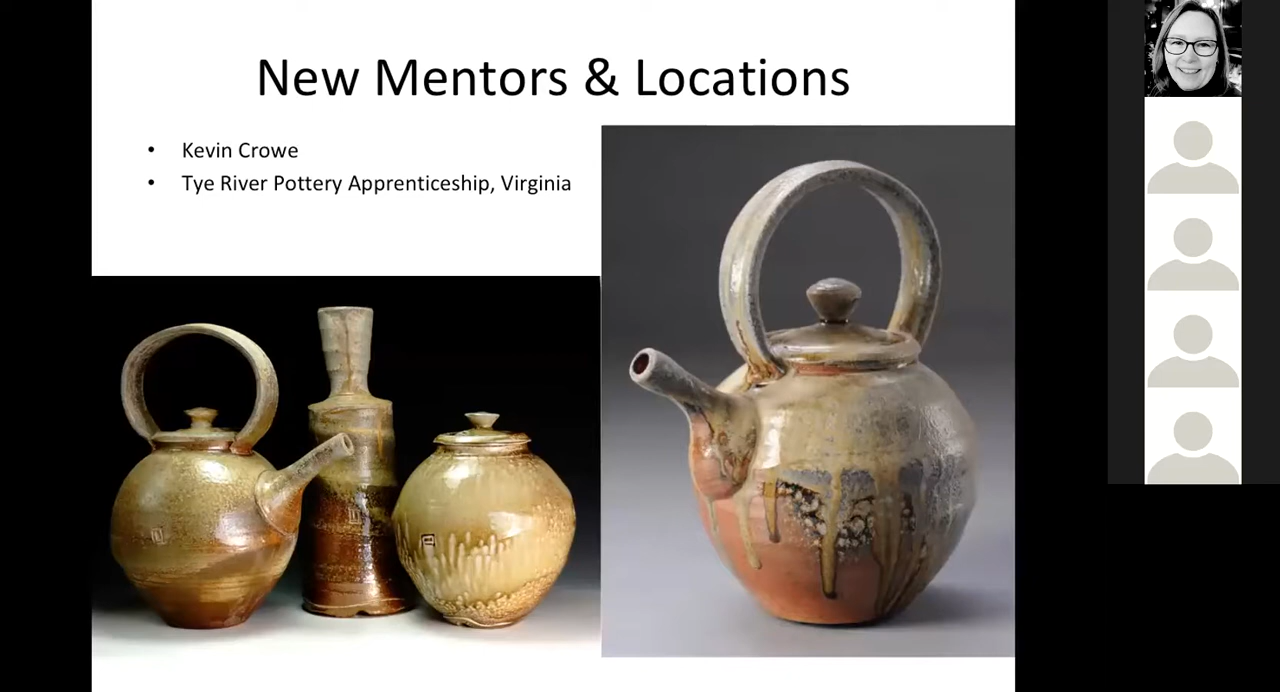 New Mentors & Locations
• Kevin Crowe
• Tye River Pottery Apprenticeship, Virginia